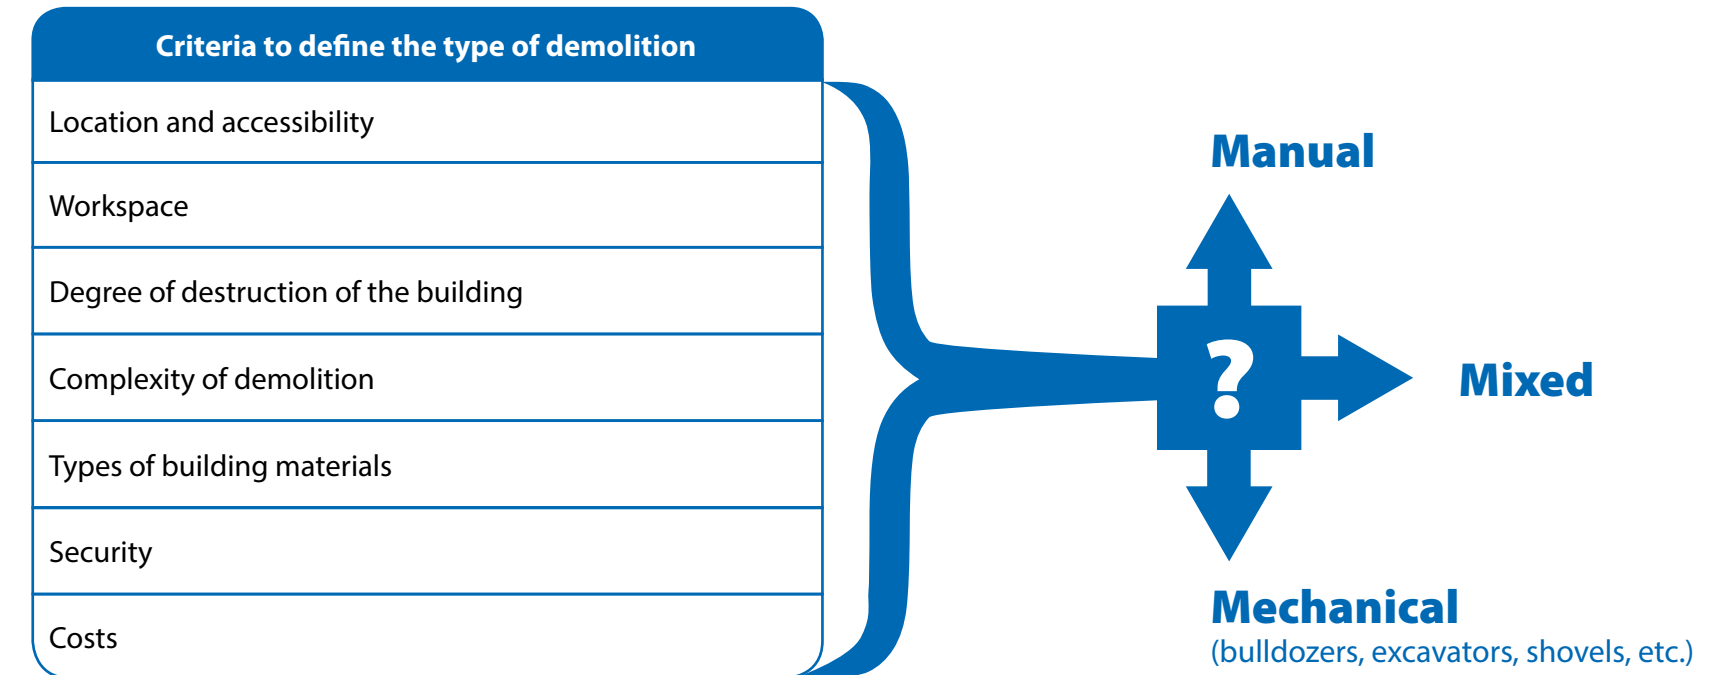 Criteria to define the type of demolition
Location and accessibility
Workspace
Degree of destruction of the building
Complexity of demolition
Types of building materials
Security
Costs
Manual
?
Mixed
Mechanical
(bulldozers, excavators, shovels, etc.)